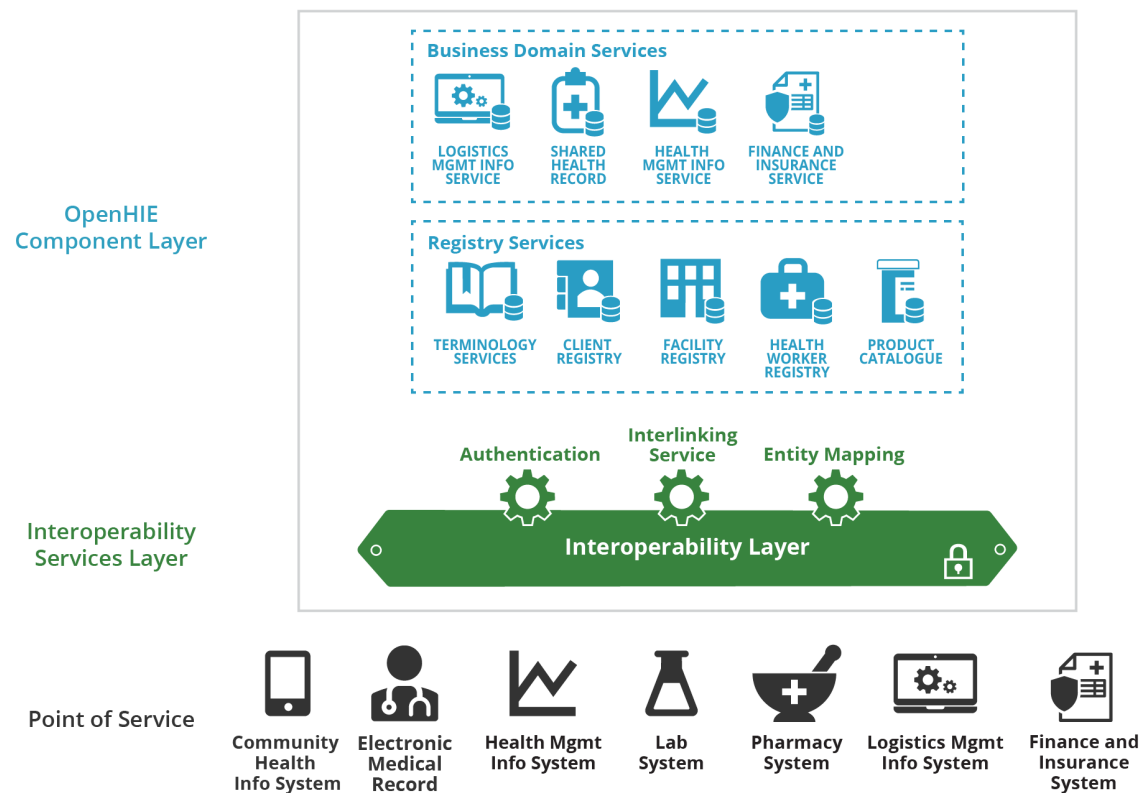 Business Domain Services
LOGISTICS
MGMT INFO
SERVICE
SHARED
HEALTH
RECORD
HEALTH
MGMT INFO
SERVICE
FINANCE AND
INSURANCE
SERVICE
OpenHIE
Component Layer
Registry Services
TERMINOLOGY
SERVICES
CLIENT
REGISTRY
FACILITY
REGISTRY
HEALTH
WORKER
REGISTRY
PRODUCT
CATALOGUE
Authentication
Interlinking
Service
Entity Mapping
Interoperability
Services Layer
Interoperability Layer
Point of Service
Community
Health
Info System
Electronic
Medical
Record
Health Mgmt
Info System
Lab
System
Pharmacy
System
Logistics Mgmt
Info System
Finance and
Insurance
System